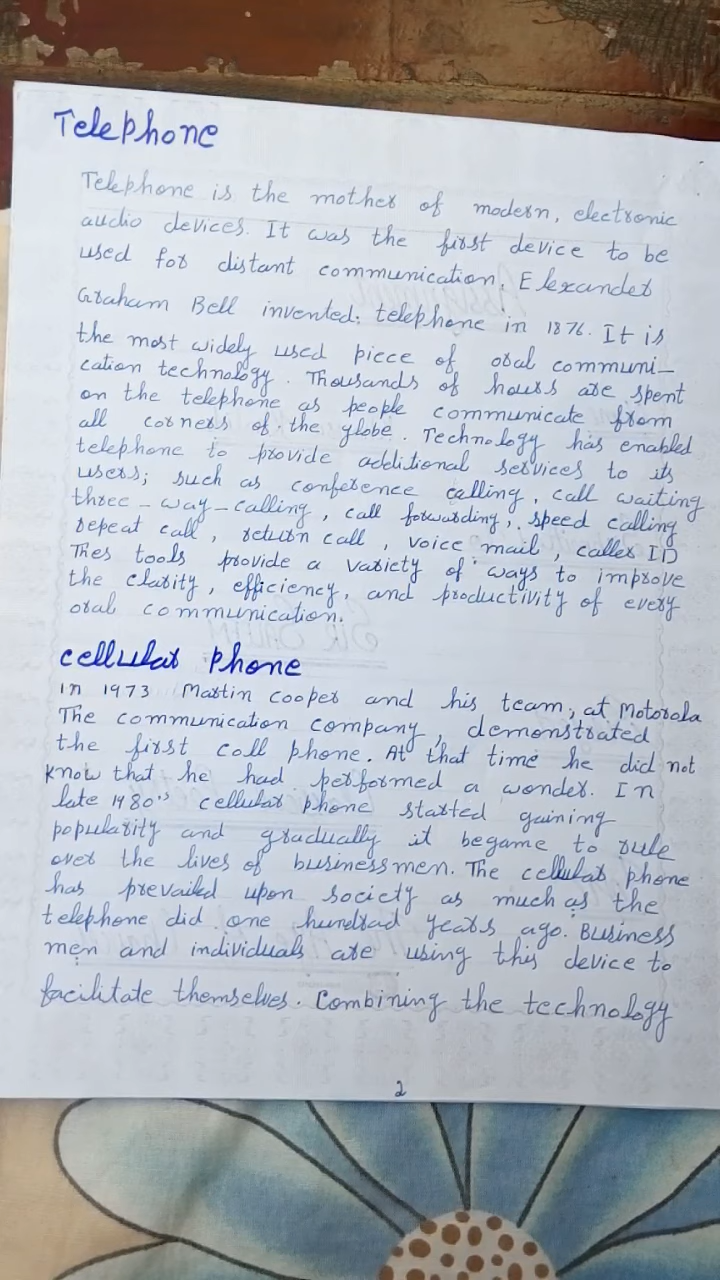 Telephone
Telephone is the mother of modern, electronic
audio devices. It was the first device to be
used for distant communication. Elexander
Graham Bell invented; telephone in 1876. It is
the most widely used piece of oral communi-
cation technology. Thousands of hours are spent
on the telephone as people communicate from
all corners of the globe. Technology has enabled
telephone to provide additional services to its
users; such as conference calling, call waiting
three-way-calling, call forwarding, speed calling
repeat call, return call, voice mail, caller ID
Thes tools provide a variety of ways to improve
the clarity, efficiency, and productivity of every
oral communication.
cellular phone
in 1973 Martin cooper and his team, at Motorola
The communication company, demonstrated
the first coll phone. At that time he did not
know that he had performed a wonder. In
late 1980's cellular phone started gaining
popularity and gradually it begame to rule
over the lives of businessmen. The cellular phone
has prevailed upon society as much as the
telephone did one hundrad years ago. Business
men and individuals are using this device to
facilitate themselves. Combining the technology
2